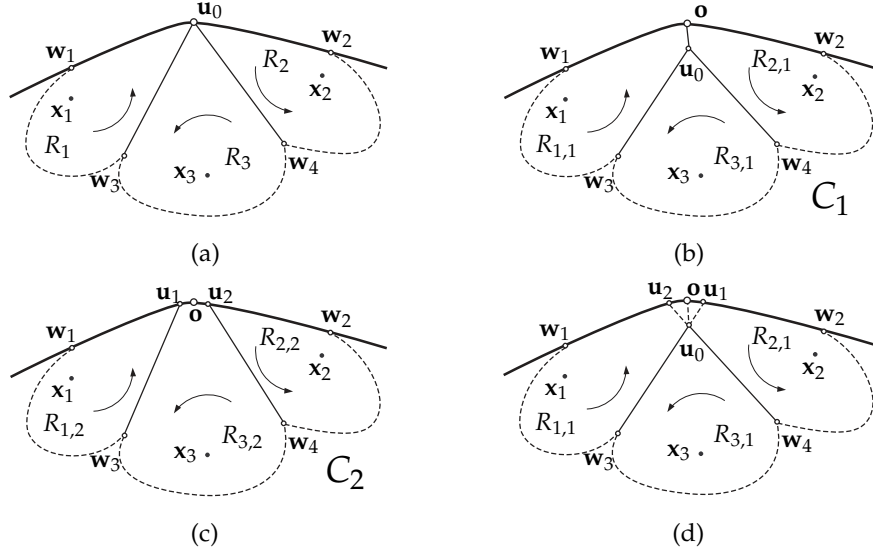 u₀
w₁ w₂
R₂
x₁ x₂
R₁ R₃
w₃ x₃ w₄
(a)
o
w₁ w₂
u₀ R₂,₁
x₁ x₂
R₁,₁ R₃,₁
w₃ x₃ w₄
C₁
(b)
u₁ u₂
o
w₁ w₂
R₂,₂
x₁ x₂
R₁,₂ R₃,₂
w₃ x₃ w₄
C₂
(c)
u₂ o u₁
w₁ w₂
u₀ R₂,₁
x₁ x₂
R₁,₁ R₃,₁
w₃ x₃ w₄
(d)